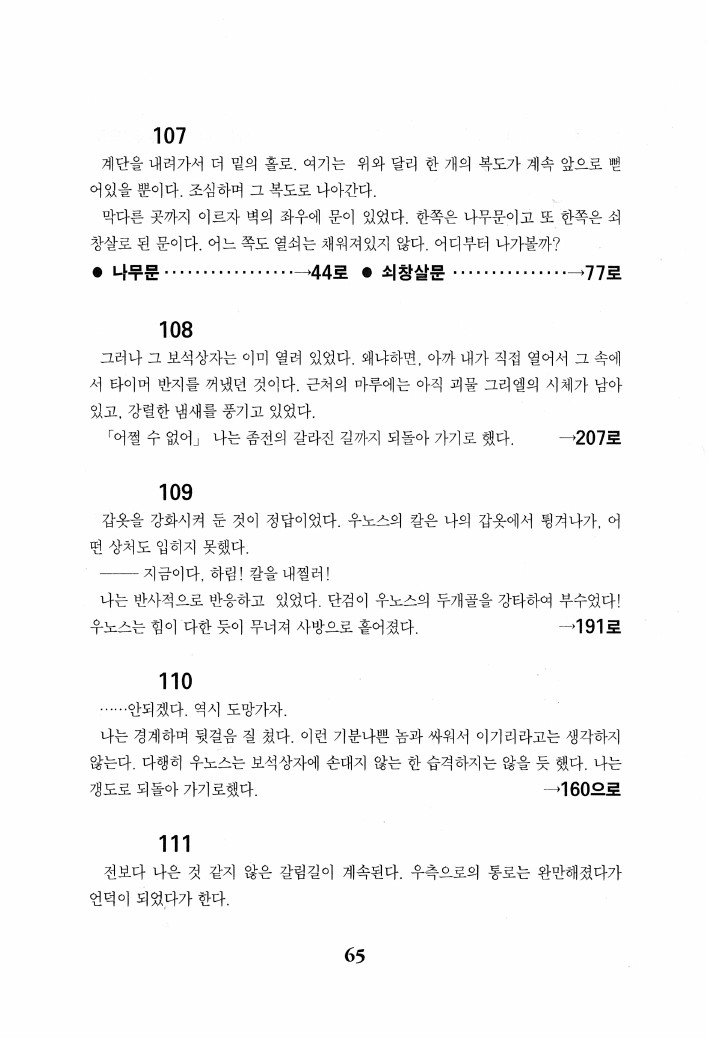 107
계단을 내려가서 더 밑의 홀로. 여기는 위와 달리 한 개의 복도가 계속 앞으로 뻗
어있을 뿐이다. 조심하며 그 복도로 나아간다.
막다른 곳까지 이르자 벽의 좌우에 문이 있었다. 한쪽은 나무문이고 또 한쪽은 쇠
창살로 된 문이다. 어느 쪽도 열쇠는 채워져있지 않다. 어디부터 나가볼까?
● 나무문 ·················→44로 ● 쇠창살문 ···············→77로
108
그러나 그 보석상자는 이미 열려 있었다. 왜냐하면, 아까 내가 직접 열어서 그 속에
서 타이머 반지를 꺼냈던 것이다. 근처의 마루에는 아직 괴물 그리엘의 시체가 남아
있고, 강렬한 냄새를 풍기고 있었다.
「어쩔 수 없어」 나는 좀전의 갈라진 길까지 되돌아 가기로 했다. →207로
109
갑옷을 강화시켜 둔 것이 정답이었다. 우노스의 칼은 나의 갑옷에서 튕겨나가, 어
떤 상처도 입히지 못했다.
――― 지금이다, 하림! 칼을 내찔러!
나는 반사적으로 반응하고 있었다. 단검이 우노스의 두개골을 강타하여 부수었다!
우노스는 힘이 다한 듯이 무너져 사방으로 흩어졌다. →191로
110
……안되겠다. 역시 도망가자.
나는 경계하며 뒷걸음 질 쳤다. 이런 기분나쁜 놈과 싸워서 이기리라고는 생각하지
않는다. 다행히 우노스는 보석상자에 손대지 않는 한 습격하지는 않을 듯 했다. 나는
갱도로 되돌아 가기로했다. →160으로
111
전보다 나은 것 같지 않은 갈림길이 계속된다. 우측으로의 통로는 완만해졌다가
언덕이 되었다가 한다.
65